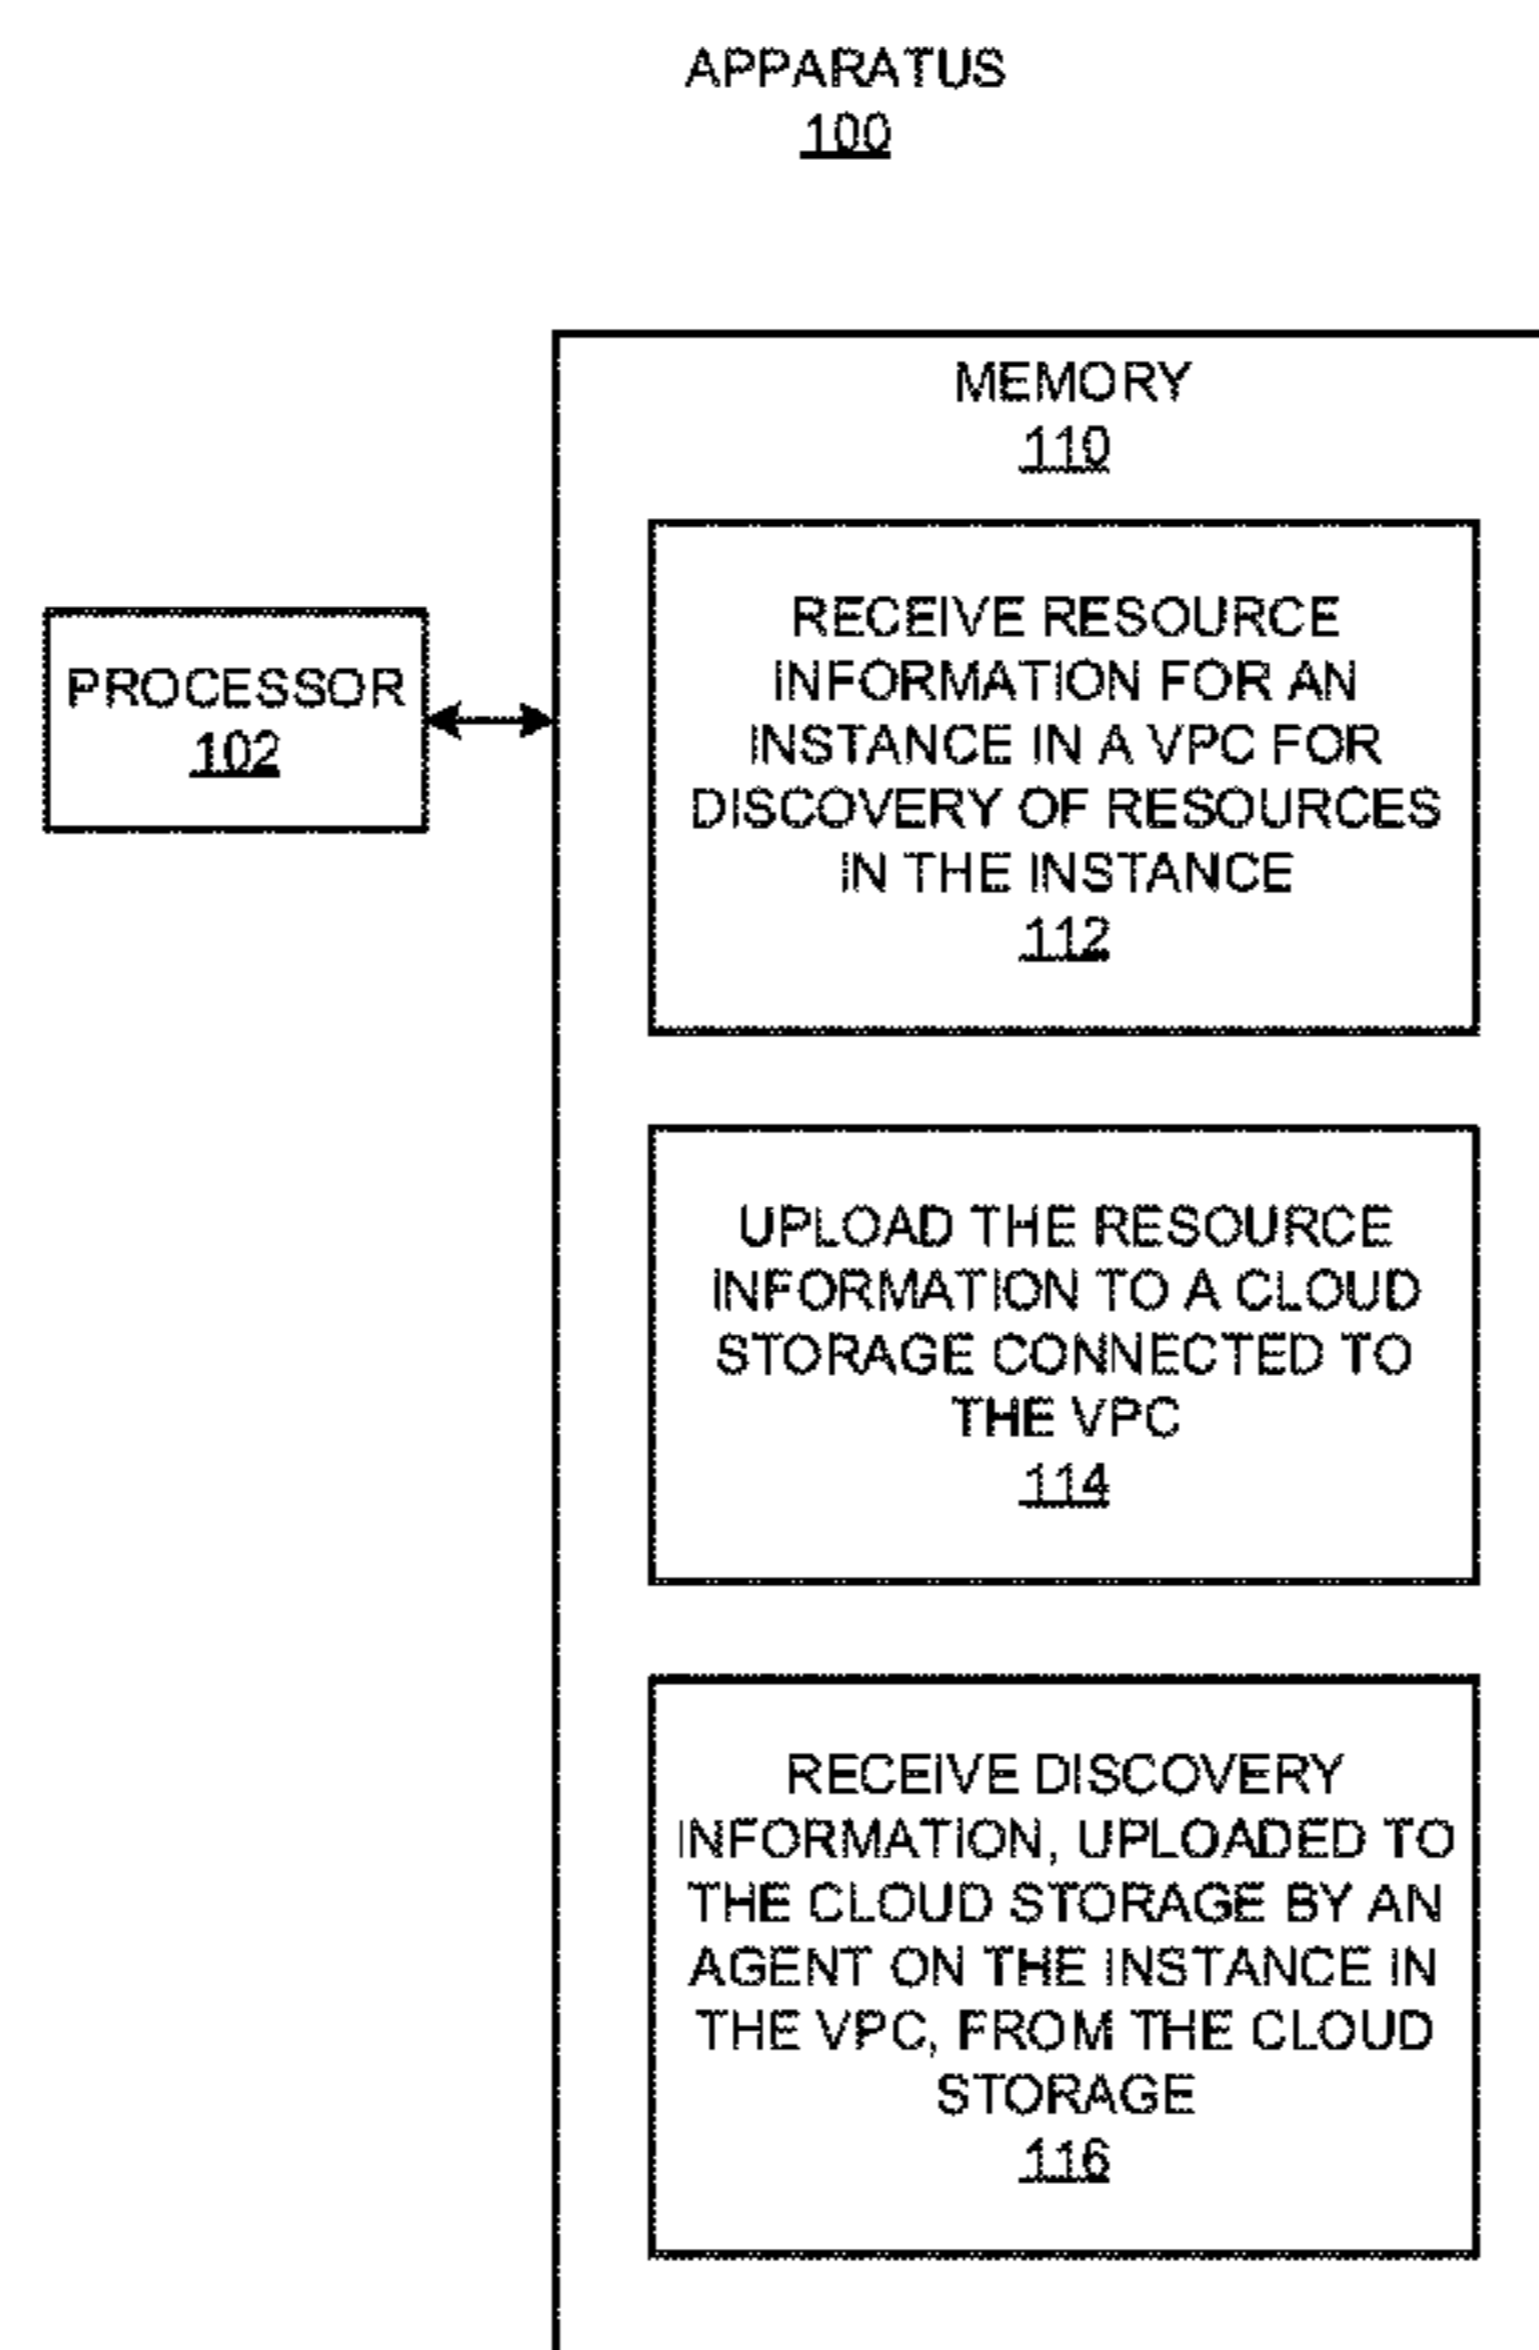 APPARATUS
100
MEMORY
110
PROCESSOR
102
RECEIVE RESOURCE
INFORMATION FOR AN
INSTANCE IN A VPC FOR
DISCOVERY OF RESOURCES
IN THE INSTANCE
112
UPLOAD THE RESOURCE
INFORMATION TO A CLOUD
STORAGE CONNECTED TO
THE VPC
114
RECEIVE DISCOVERY
INFORMATION, UPLOADED TO
THE CLOUD STORAGE BY AN
AGENT ON THE INSTANCE IN
THE VPC, FROM THE CLOUD
STORAGE
116